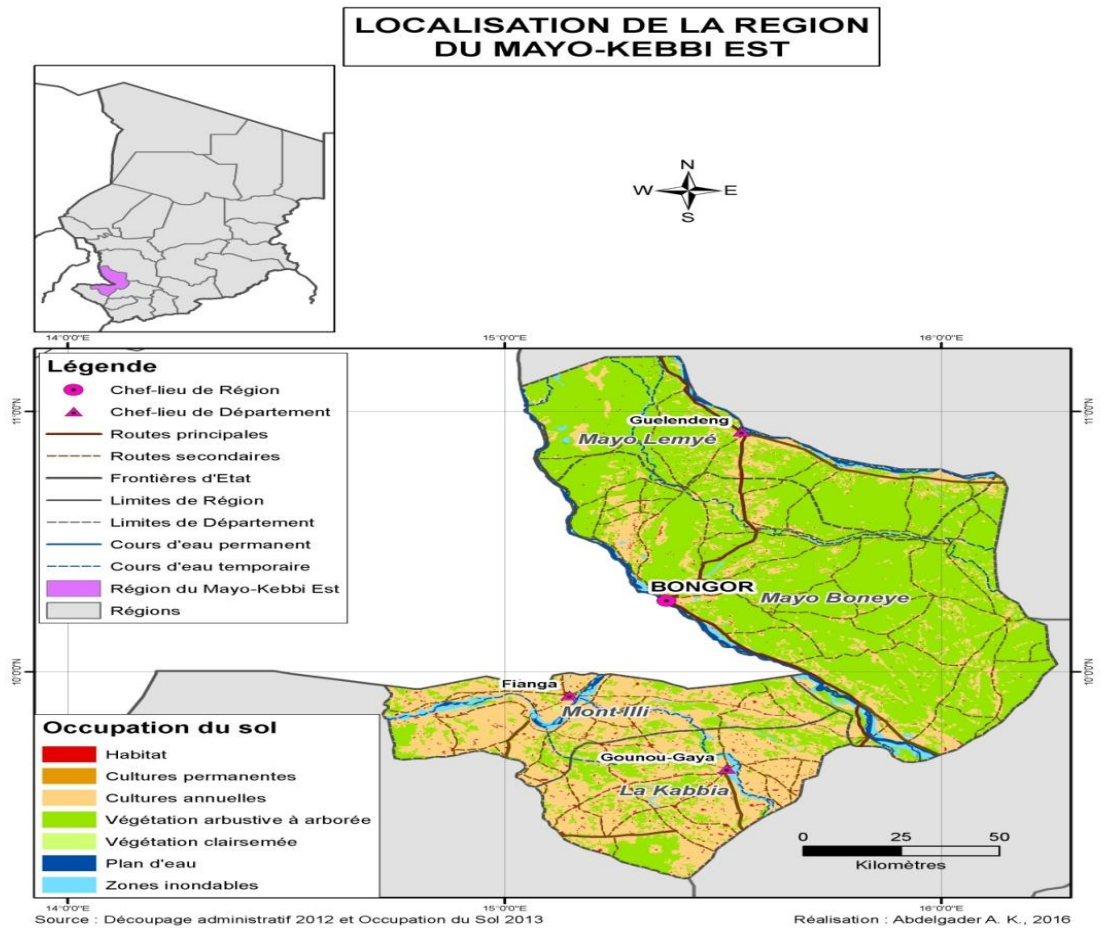 LOCALISATION DE LA REGION
DU MAYO-KEBBI EST
N
W E
S
14°0'0"E 15°0'0"E 16°0'0"E
Légende
Chef-lieu de Région
Chef-lieu de Département
Routes principales
Routes secondaires
Frontières d'Etat
Limites de Région
Limites de Département
Cours d'eau permanent
Cours d'eau temporaire
Région du Mayo-Kebbi Est
Régions
11°0'0"N 11°0'0"N
Guelendeng
Mayo Lemyé
BONGOR
Mayo Boneye
10°0'0"N 10°0'0"N
Fianga
Mont Illi
Gounou-Gaya
La Kabbia
Occupation du sol
Habitat
Cultures permanentes
Cultures annuelles
Végétation arbustive à arborée
Végétation clairsemée
Plan d'eau
Zones inondables
0 25 50
Kilomètres
14°0'0"E 15°0'0"E 16°0'0"E
Source : Découpage administratif 2012 et Occupation du Sol 2013
Réalisation : Abdelgader A. K., 2016